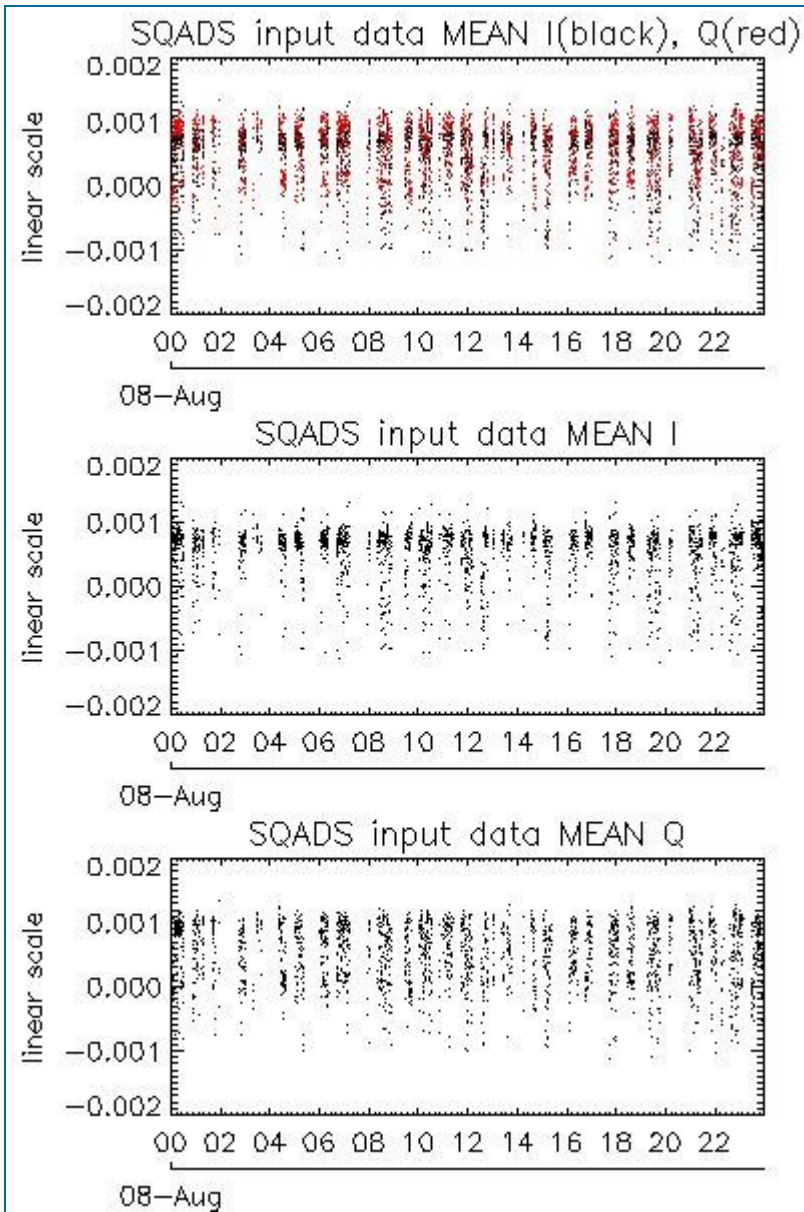 SQADS input data MEAN I(black), Q(red)
0.002
0.001
0.000
-0.001
-0.002
linear scale
00 02 04 06 08 10 12 14 16 18 20 22
08-Aug
SQADS input data MEAN I
0.002
0.001
0.000
-0.001
-0.002
linear scale
00 02 04 06 08 10 12 14 16 18 20 22
08-Aug
SQADS input data MEAN Q
0.002
0.001
0.000
-0.001
-0.002
linear scale
00 02 04 06 08 10 12 14 16 18 20 22
08-Aug